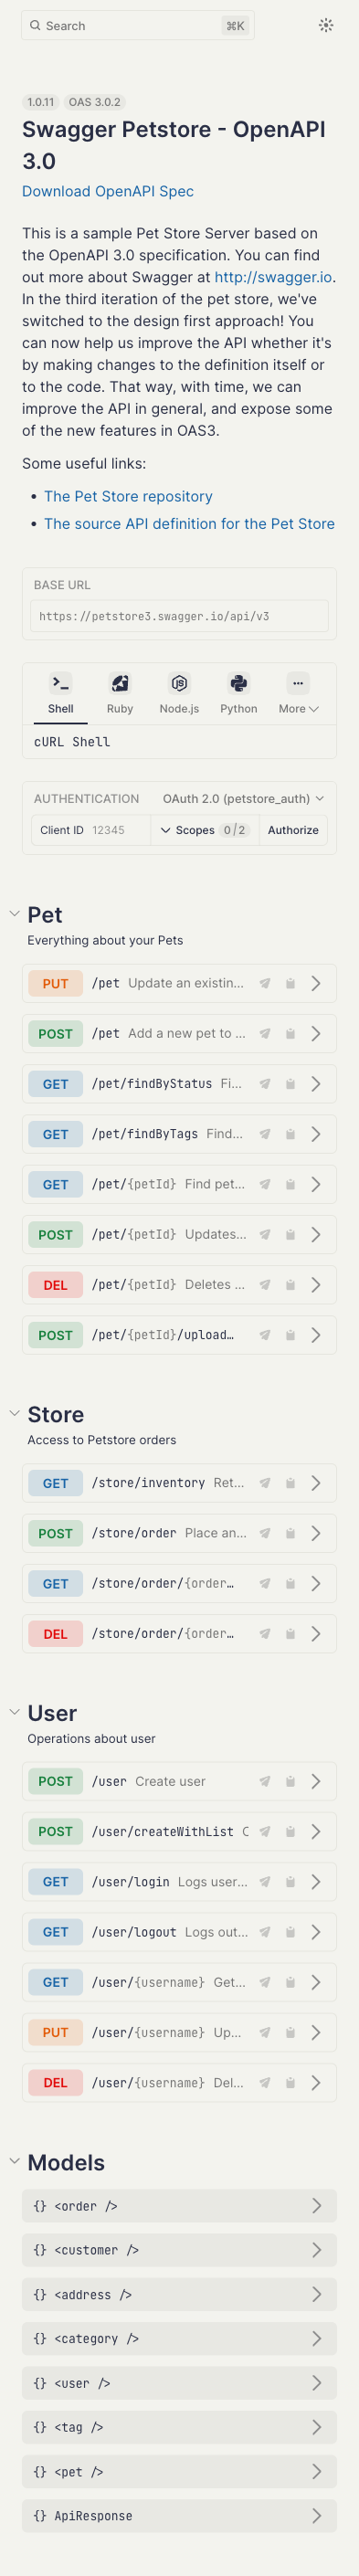 Search ⌘K
1.0.11 OAS 3.0.2
Swagger Petstore - OpenAPI
3.0
Download OpenAPI Spec
This is a sample Pet Store Server based on
the OpenAPI 3.0 specification. You can find
out more about Swagger at http://swagger.io.
In the third iteration of the pet store, we've
switched to the design first approach! You
can now help us improve the API whether it's
by making changes to the definition itself or
to the code. That way, with time, we can
improve the API in general, and expose some
of the new features in OAS3.
Some useful links:
• The Pet Store repository
• The source API definition for the Pet Store
BASE URL
https://petstore3.swagger.io/api/v3
Shell Ruby Node.js Python More
cURL Shell
AUTHENTICATION OAuth 2.0 (petstore_auth)
Client ID 12345 Scopes 0/2 Authorize
Pet
Everything about your Pets
PUT /pet Update an existin...
POST /pet Add a new pet to ...
GET /pet/findByStatus Fi...
GET /pet/findByTags Find...
GET /pet/{petId} Find pet...
POST /pet/{petId} Updates...
DEL /pet/{petId} Deletes ...
POST /pet/{petId}/upload…
Store
Access to Petstore orders
GET /store/inventory Ret...
POST /store/order Place an...
GET /store/order/{order…
DEL /store/order/{order…
User
Operations about user
POST /user Create user
POST /user/createWithList C
GET /user/login Logs user...
GET /user/logout Logs out...
GET /user/{username} Get...
PUT /user/{username} Up...
DEL /user/{username} Del...
Models
{} <order />
{} <customer />
{} <address />
{} <category />
{} <user />
{} <tag />
{} <pet />
{} ApiResponse